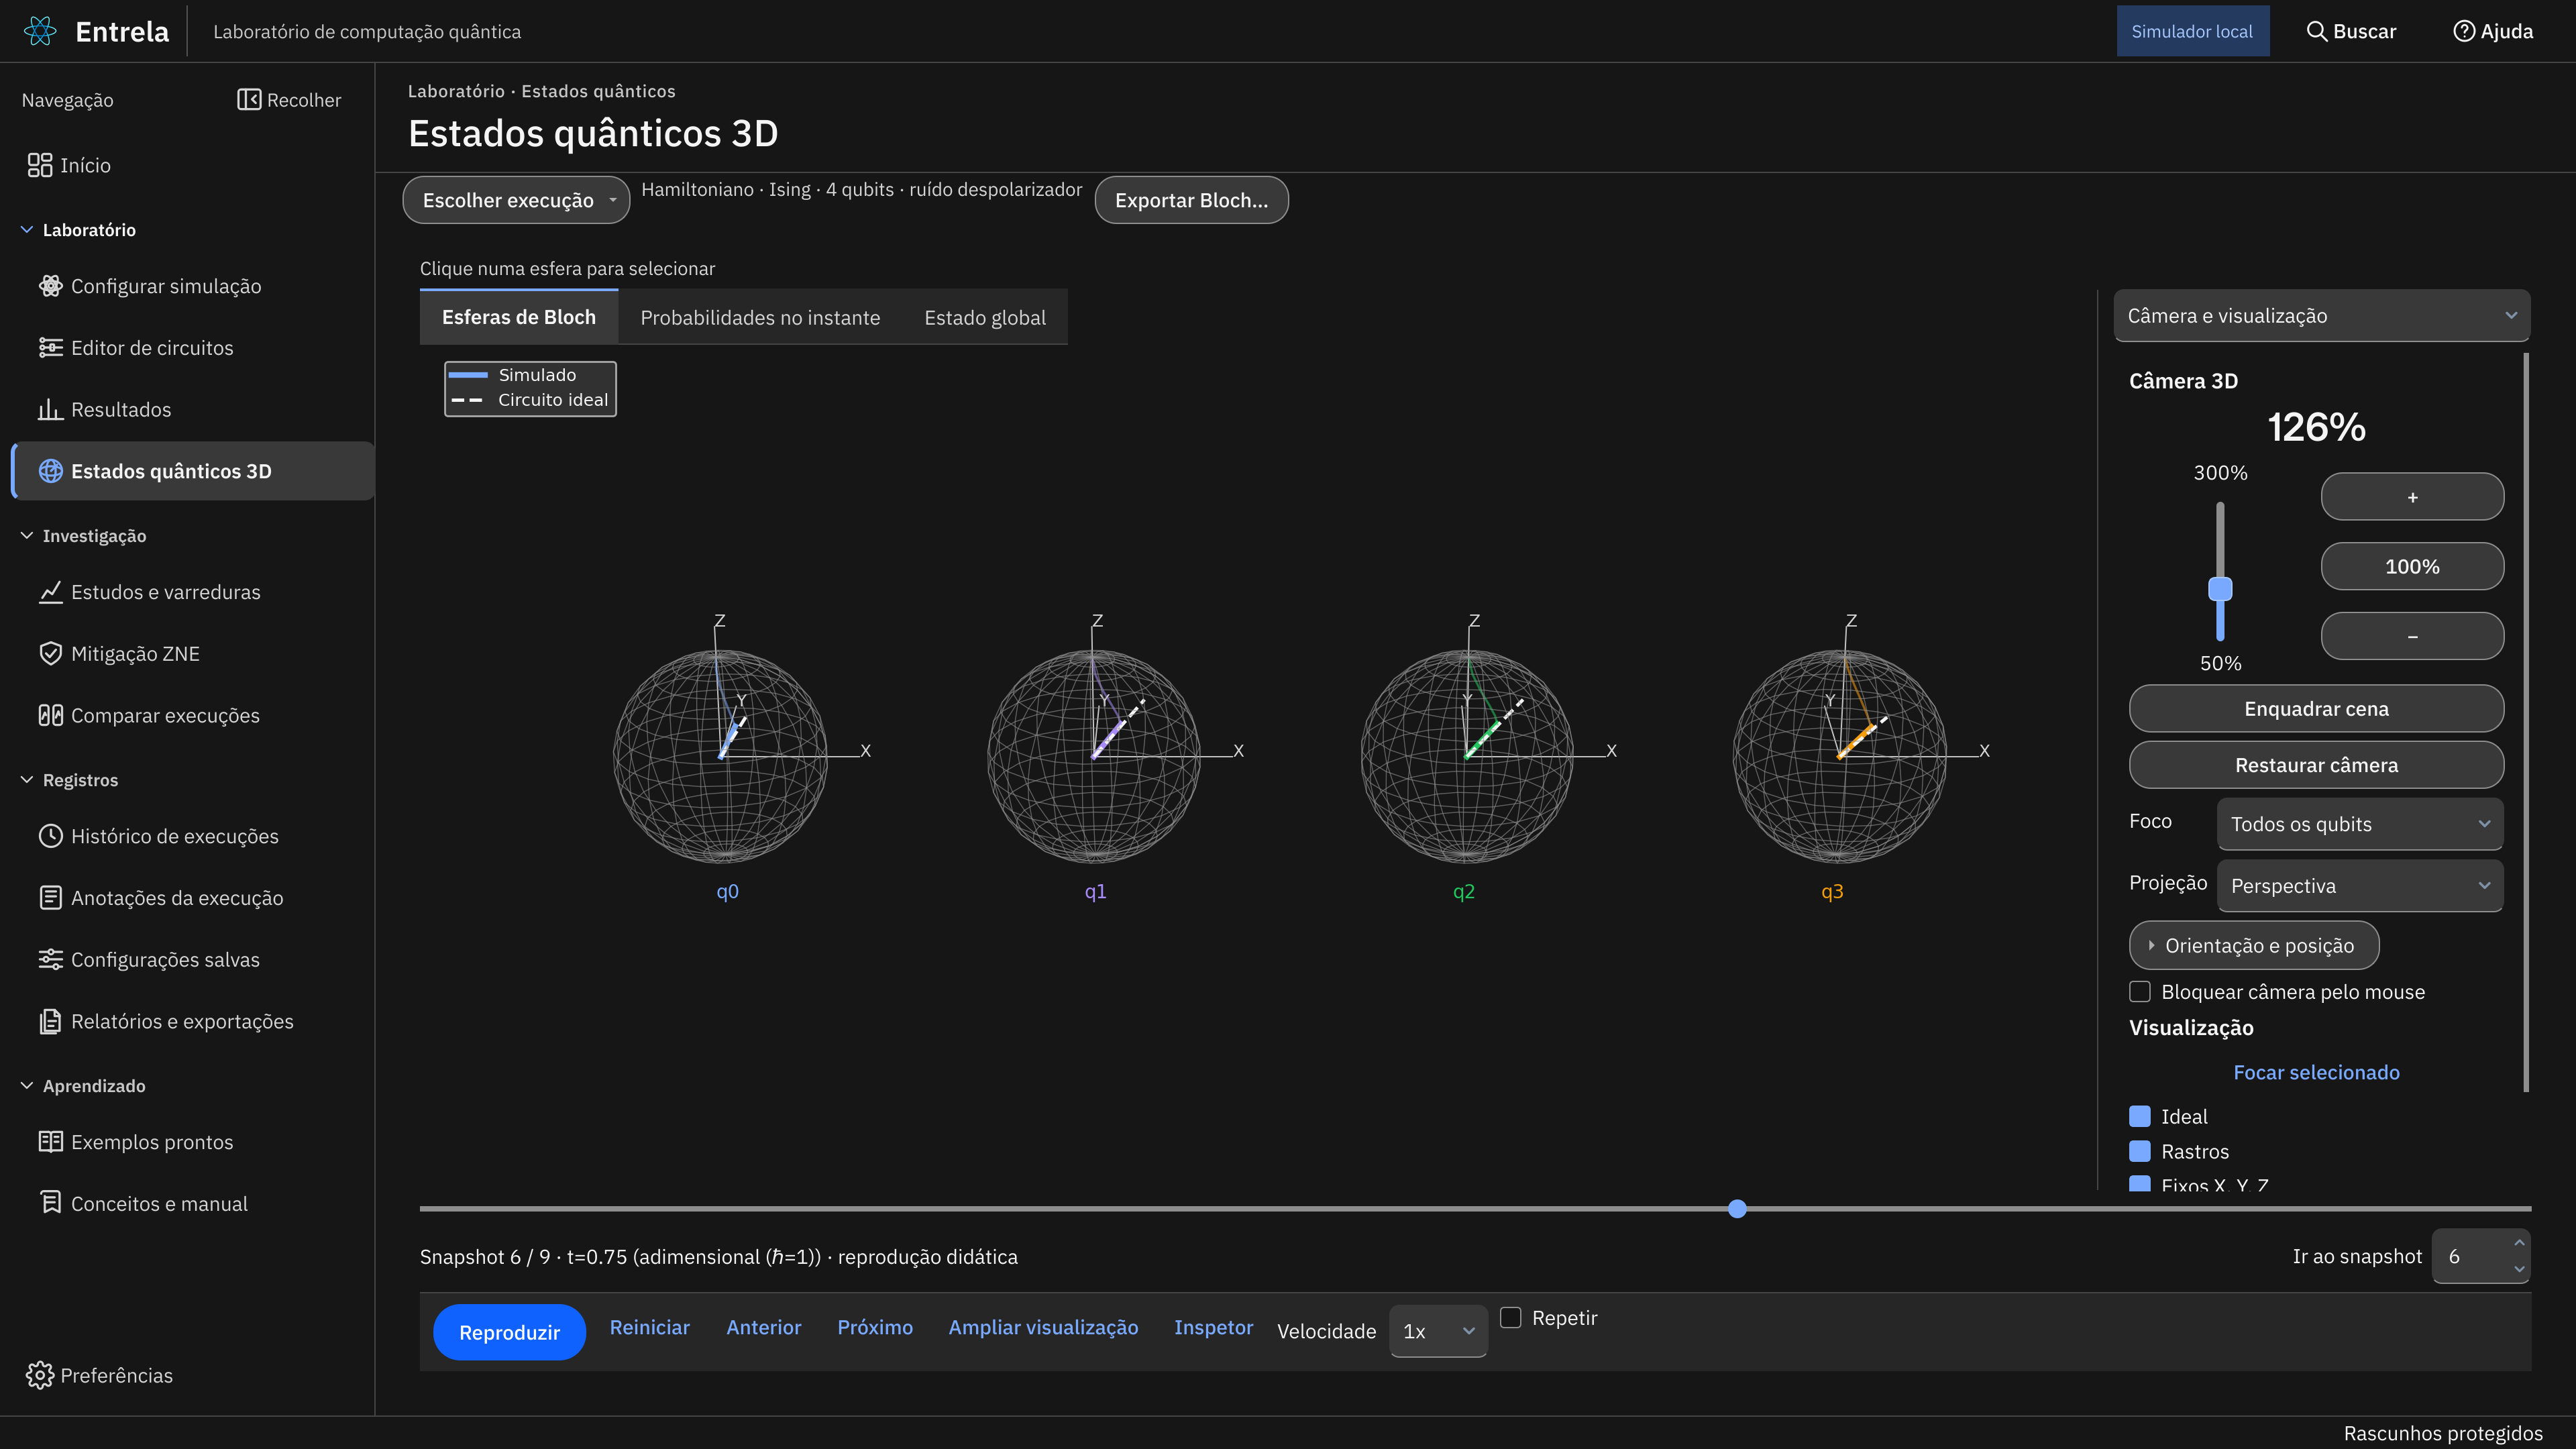 Entrela
Laboratório de computação quântica
Simulador local
Buscar
Ajuda
Navegação
Recolher
Início
Laboratório
Configurar simulação
Editor de circuitos
Resultados
Estados quânticos 3D
Investigação
Estudos e varreduras
Mitigação ZNE
Comparar execuções
Registros
Histórico de execuções
Anotações da execução
Configurações salvas
Relatórios e exportações
Aprendizado
Exemplos prontos
Conceitos e manual
Preferências
Laboratório · Estados quânticos
Estados quânticos 3D
Escolher execução
Hamiltoniano · Ising · 4 qubits · ruído despolarizador
Exportar Bloch...
Clique numa esfera para selecionar
Esferas de Bloch
Probabilidades no instante
Estado global
Simulado
Circuito ideal
Z
Y
X
q0
Z
Y
X
q1
Z
Y
X
q2
Z
Y
X
q3
Câmera e visualização
Câmera 3D
126%
300%
+
100%
50%
−
Enquadrar cena
Restaurar câmera
Foco
Todos os qubits
Projeção
Perspectiva
Orientação e posição
Bloquear câmera pelo mouse
Visualização
Focar selecionado
Ideal
Rastros
Fixos X, Y, Z
Snapshot 6 / 9 · t=0.75 (adimensional (ℏ=1)) · reprodução didática
Ir ao snapshot
6
Reproduzir
Reiniciar
Anterior
Próximo
Ampliar visualização
Inspetor
Velocidade
1x
Repetir
Rascunhos protegidos